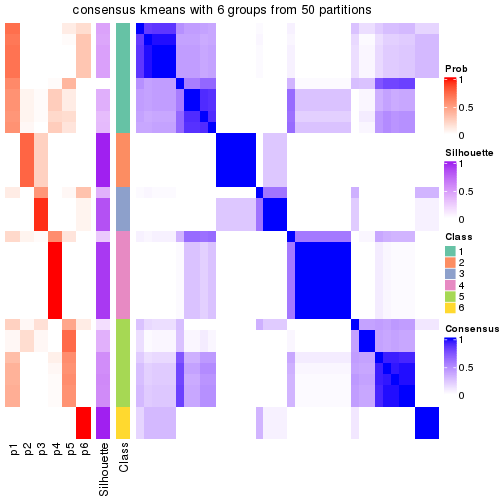 consensus kmeans with 6 groups from 50 partitions
Prob
1
0.5
0
Silhouette
1
0.5
0
Class
1
2
3
4
5
6
Consensus
1
0.5
0
p1
p2
p3
p4
p5
p6
Silhouette
Class